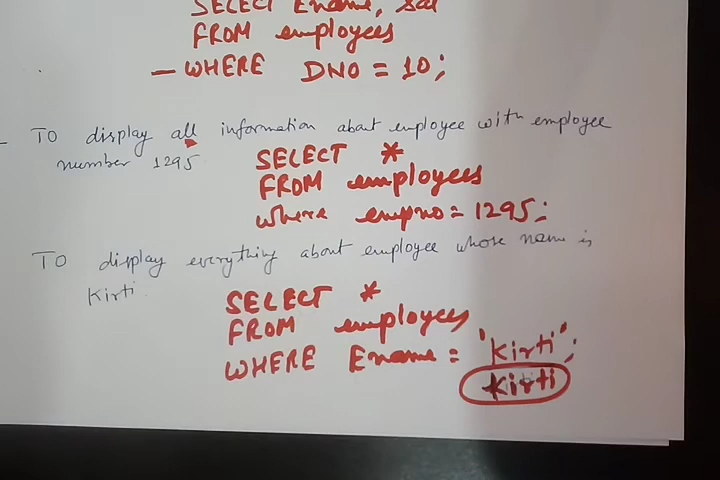 SELECT Ename, sal
FROM employees
- WHERE DNO = 10;
- TO display all information about employee with employee
number 1295
SELECT *
FROM employees
where empno = 1295;
TO display everything about employee whose name is
Kirti.
SELECT *
FROM employees
WHERE Ename = 'Kirti';
Kirti